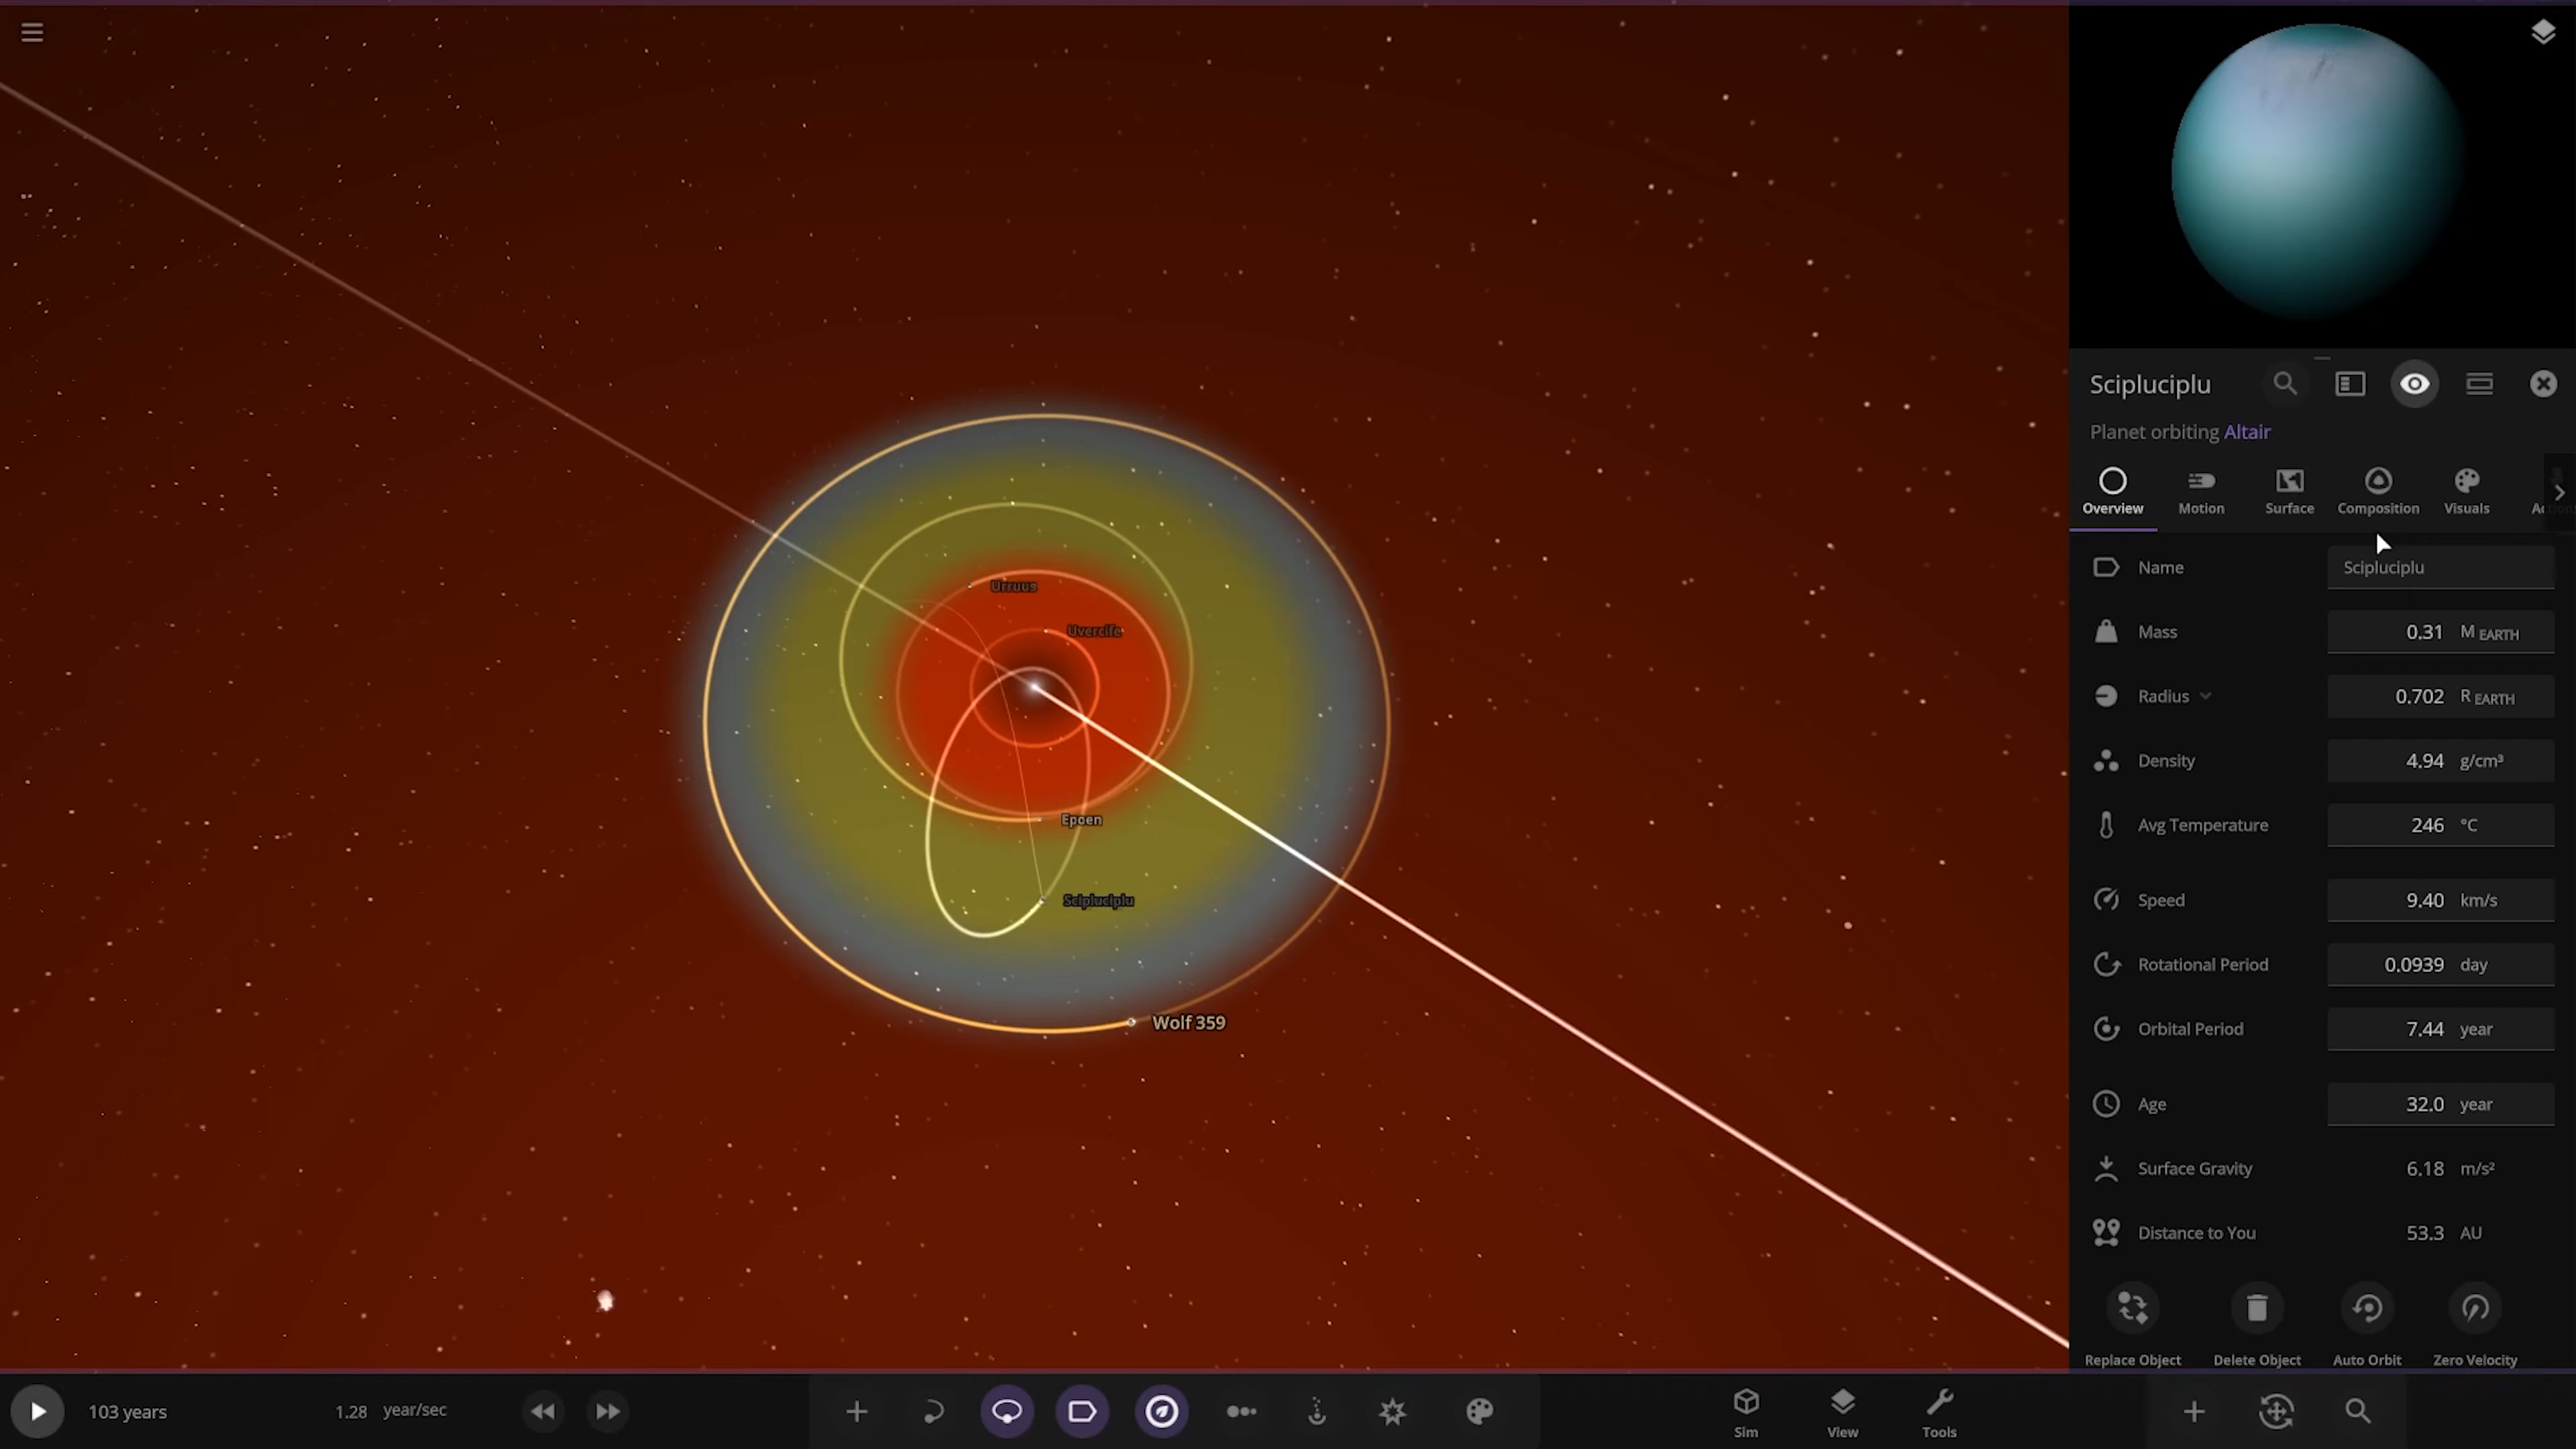 Scipluciplu
Planet orbiting Altair
Overview
Motion
Surface
Composition
Visuals
Name
Scipluciplu
Mass
0.31 M EARTH
Radius
0.702 R EARTH
Density
4.94 g/cm³
Avg Temperature
246 °C
Speed
9.40 km/s
Rotational Period
0.0939 day
Orbital Period
7.44 year
Age
32.0 year
Surface Gravity
6.18 m/s²
Distance to You
53.3 AU
Replace Object
Delete Object
Auto Orbit
Zero Velocity
Urruus
Uvercife
Epoen
Scipluciplu
Wolf 359
103 years
1.28 year/sec
Sim
View
Tools